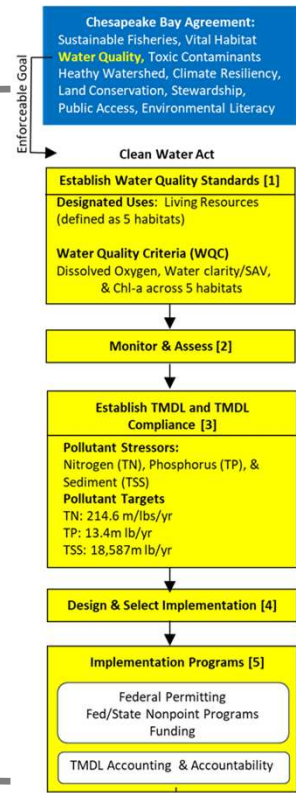 Chesapeake Bay Agreement:
Sustainable Fisheries, Vital Habitat
Water Quality, Toxic Contaminants
Heathy Watershed, Climate Resiliency,
Land Conservation, Stewardship,
Public Access, Environmental Literacy
Enforceable Goal
Clean Water Act
Establish Water Quality Standards [1]
Designated Uses: Living Resources
(defined as 5 habitats)
Water Quality Criteria (WQC)
Dissolved Oxygen, Water clarity/SAV,
& Chl-a across 5 habitats
Monitor & Assess [2]
Establish TMDL and TMDL
Compliance [3]
Pollutant Stressors:
Nitrogen (TN), Phosphorus (TP), &
Sediment (TSS)
Pollutant Targets
TN: 214.6 m/lbs/yr
TP: 13.4m lb/yr
TSS: 18,587m lb/yr
Design & Select Implementation [4]
Implementation Programs [5]
Federal Permitting
Fed/State Nonpoint Programs
Funding
TMDL Accounting & Accountability